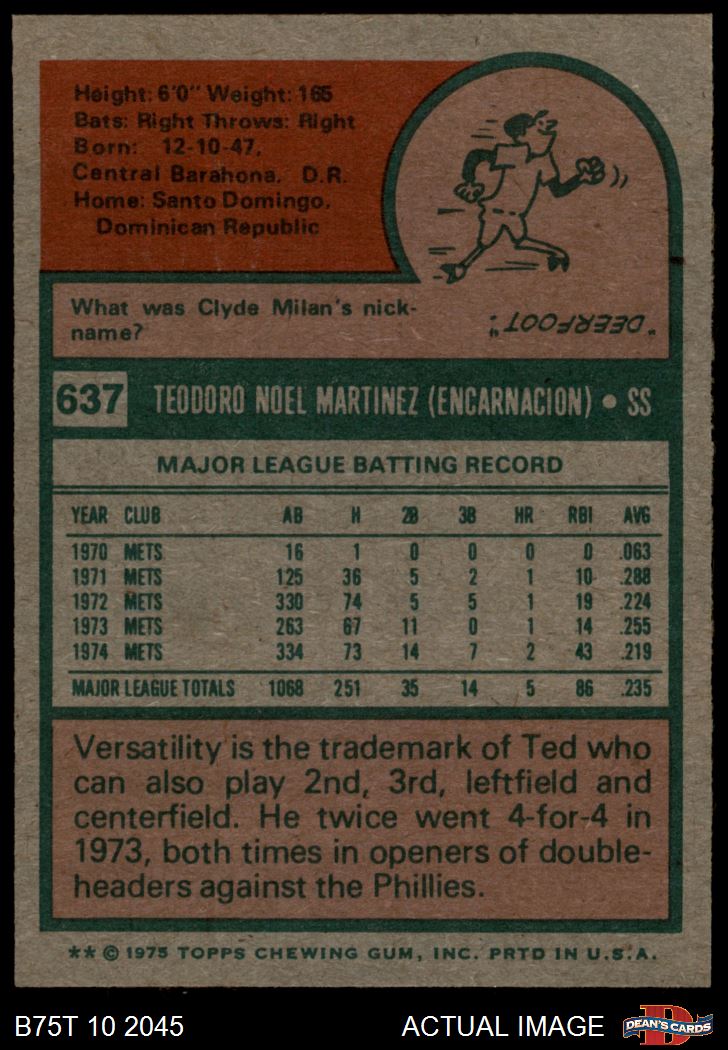 Height: 6'0" Weight: 165
Bats: Right Throws: Right
Born: 12-10-47,
Central Barahona, D.R.
Home: Santo Domingo,
Dominican Republic
What was Clyde Milan's nick-
name?
"DEERFOOT."
637 TEODORO NOEL MARTINEZ (ENCARNACION) • SS
MAJOR LEAGUE BATTING RECORD
YEAR CLUB AB H 2B 3B HR RBI AVG
1970 METS 16 1 0 0 0 0 .063
1971 METS 125 36 5 2 1 10 .288
1972 METS 330 74 5 5 1 19 .224
1973 METS 263 67 11 0 1 14 .255
1974 METS 334 73 14 7 2 43 .219
MAJOR LEAGUE TOTALS 1068 251 35 14 5 86 .235
Versatility is the trademark of Ted who
can also play 2nd, 3rd, leftfield and
centerfield. He twice went 4-for-4 in
1973, both times in openers of double-
headers against the Phillies.
** © 1975 TOPPS CHEWING GUM, INC. PRTD IN U.S.A.
B75T 10 2045 ACTUAL IMAGE
D
DEAN'S CARDS